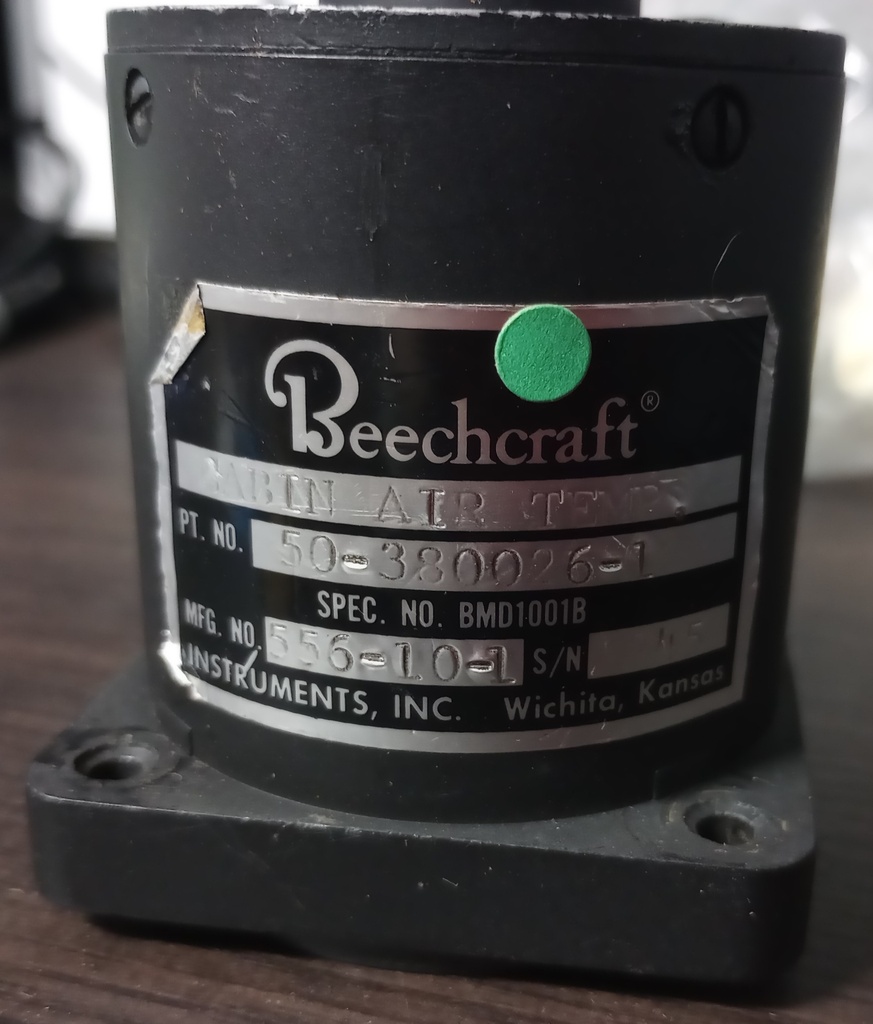 Beechcraft®
CABIN AIR TEMP.
PT. NO. 50-380026-1
SPEC. NO. BMD1001B
MFG. NO. 556-10-1 S/N
INSTRUMENTS, INC. Wichita, Kansas